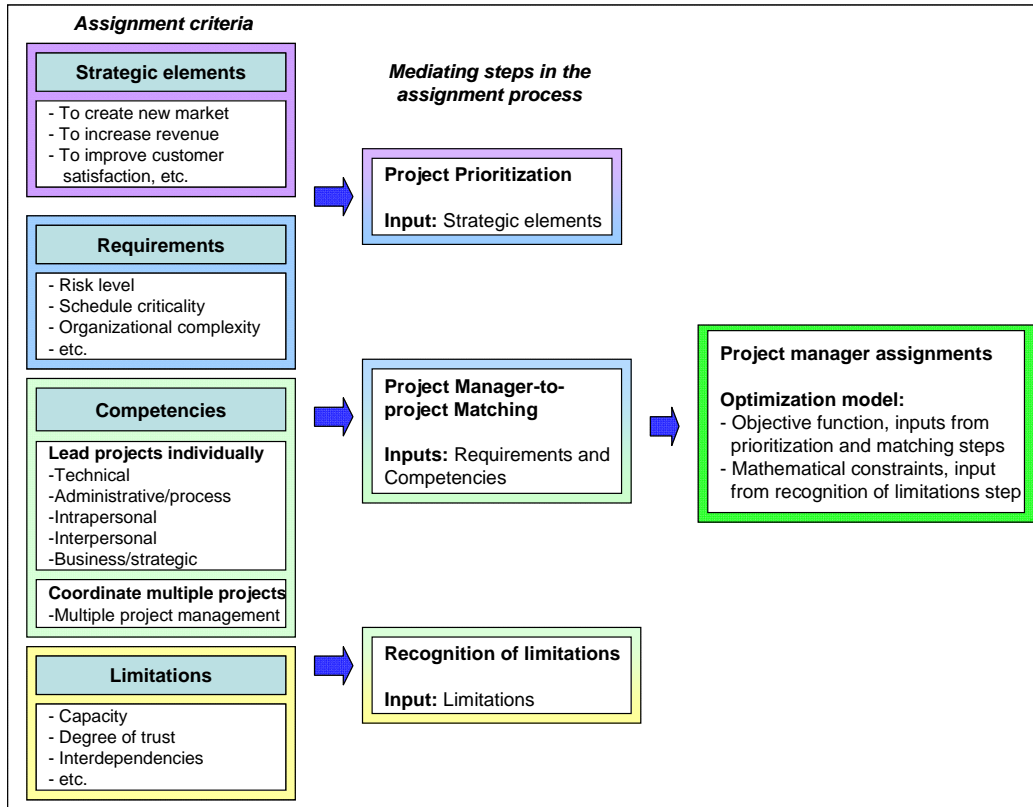 Assignment criteria
Strategic elements
- To create new market
- To increase revenue
- To improve customer
satisfaction, etc.
Requirements
- Risk level
- Schedule criticality
- Organizational complexity
- etc.
Competencies
Lead projects individually
-Technical
-Administrative/process
-Intrapersonal
-Interpersonal
-Business/strategic
Coordinate multiple projects
-Multiple project management
Limitations
- Capacity
- Degree of trust
- Interdependencies
- etc.
Mediating steps in the
assignment process
Project Prioritization
Input: Strategic elements
Project Manager-to-
project Matching
Inputs: Requirements and
Competencies
Recognition of limitations
Input: Limitations
Project manager assignments
Optimization model:
- Objective function, inputs from
prioritization and matching steps
- Mathematical constraints, input
from recognition of limitations step